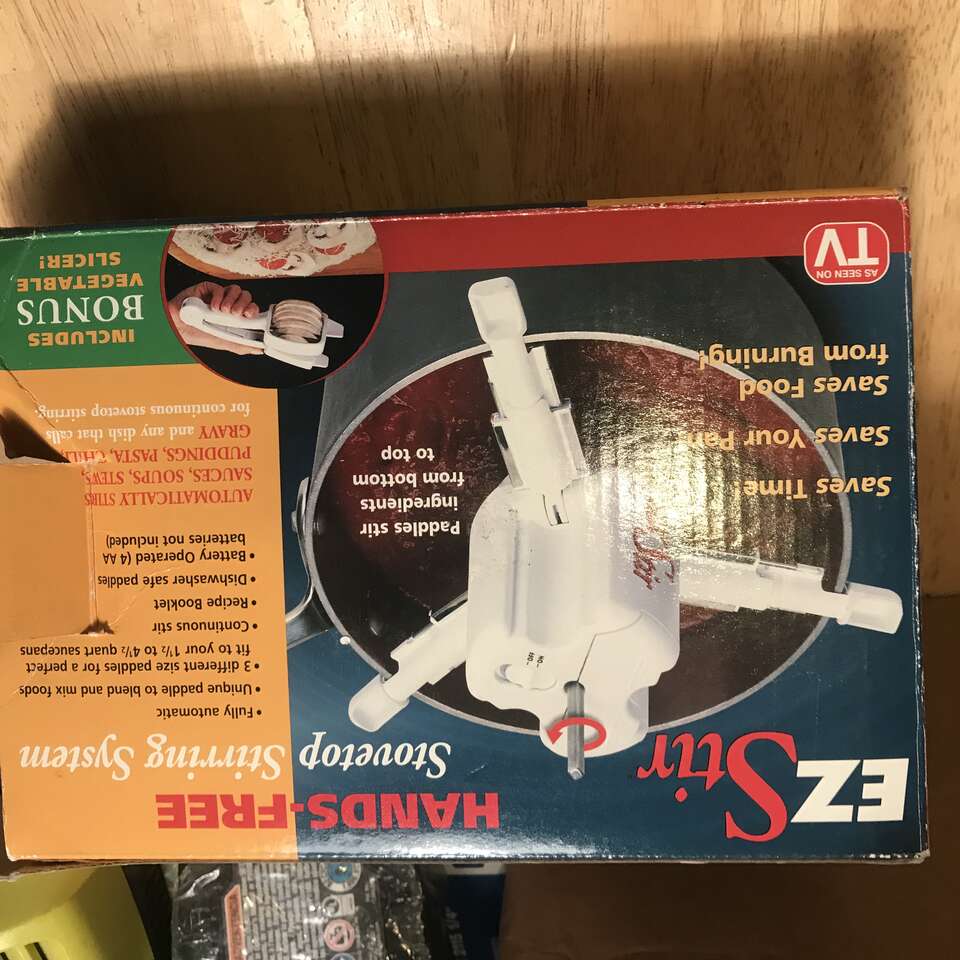 EZ Stir
HANDS-FREE
Stovetop Stirring System
Saves Time!
Saves Your Pan
Saves Food
from Burning!
AS SEEN ON
TV
Stir
Paddles stir
ingredients
from bottom
to top
• Fully automatic
• Unique paddle to blend and mix foods
• 3 different size paddles for a perfect
fit to your 1½ to 4½ quart saucepans
• Continuous stir
• Recipe Booklet
• Dishwasher safe paddles
• Battery Operated (4 AA
batteries not included)
AUTOMATICALLY STIRS
SAUCES, SOUPS, STEWS,
PUDDINGS, PASTA,
GRAVY and any dish that calls
for continuous stovetop stirring.
INCLUDES
BONUS
VEGETABLE
SLICER!